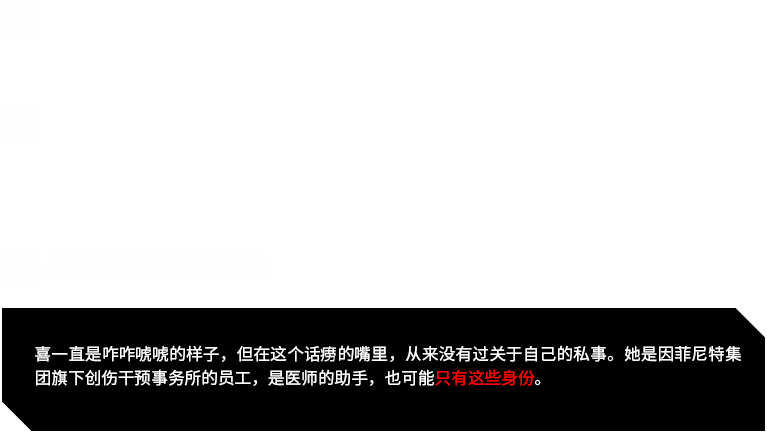 喜一直是咋咋唬唬的样子，但在这个话痨的嘴里，从来没有过关于自己的私事。她是因菲尼特集
团旗下创伤干预事务所的员工，是医师的助手，也可能只有这些身份。